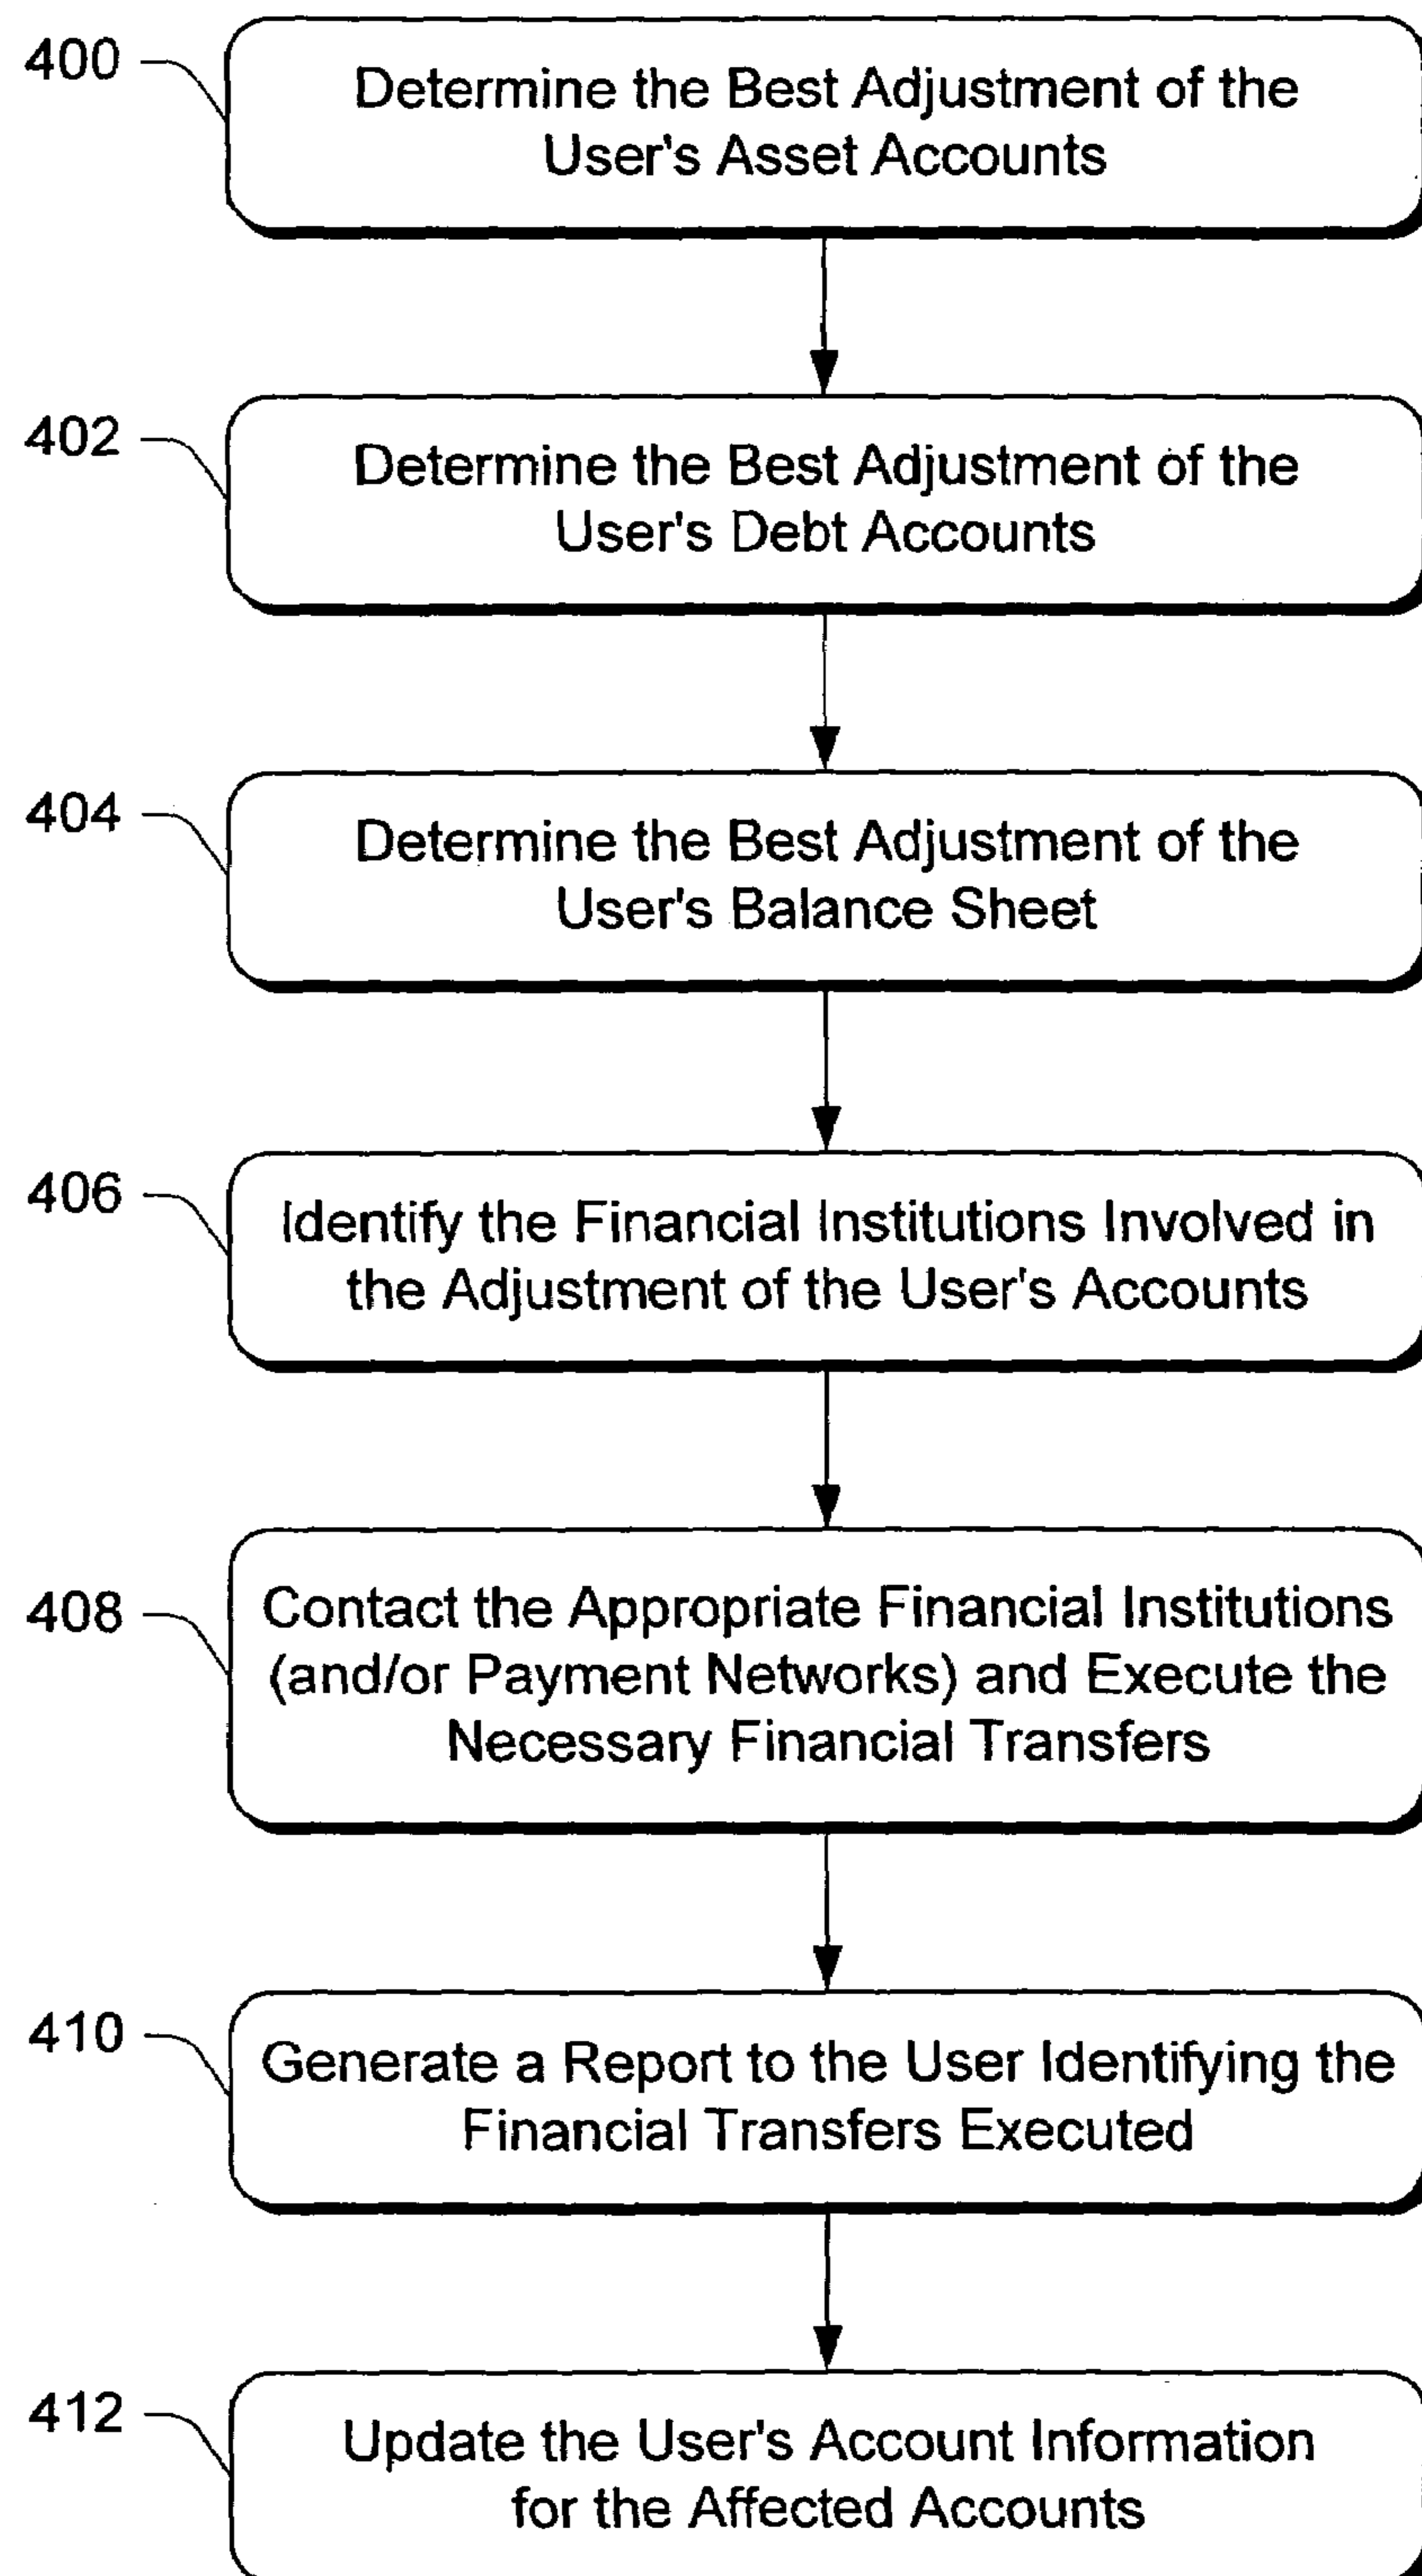 400
Determine the Best Adjustment of the
User's Asset Accounts
402
Determine the Best Adjustment of the
User's Debt Accounts
404
Determine the Best Adjustment of the
User's Balance Sheet
406
Identify the Financial Institutions Involved in
the Adjustment of the User's Accounts
408
Contact the Appropriate Financial Institutions
(and/or Payment Networks) and Execute the
Necessary Financial Transfers
410
Generate a Report to the User Identifying the
Financial Transfers Executed
412
Update the User's Account Information
for the Affected Accounts